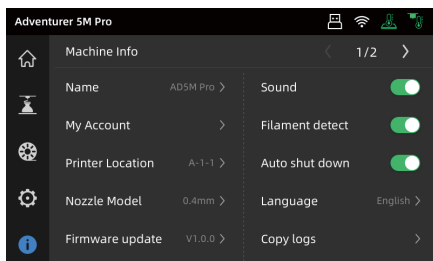 Adventurer 5M Pro
Machine Info
1/2
Name AD5M Pro
Sound
My Account
Filament detect
Printer Location A-1-1
Auto shut down
Nozzle Model 0.4mm
Language English
Firmware update V1.0.0
Copy logs